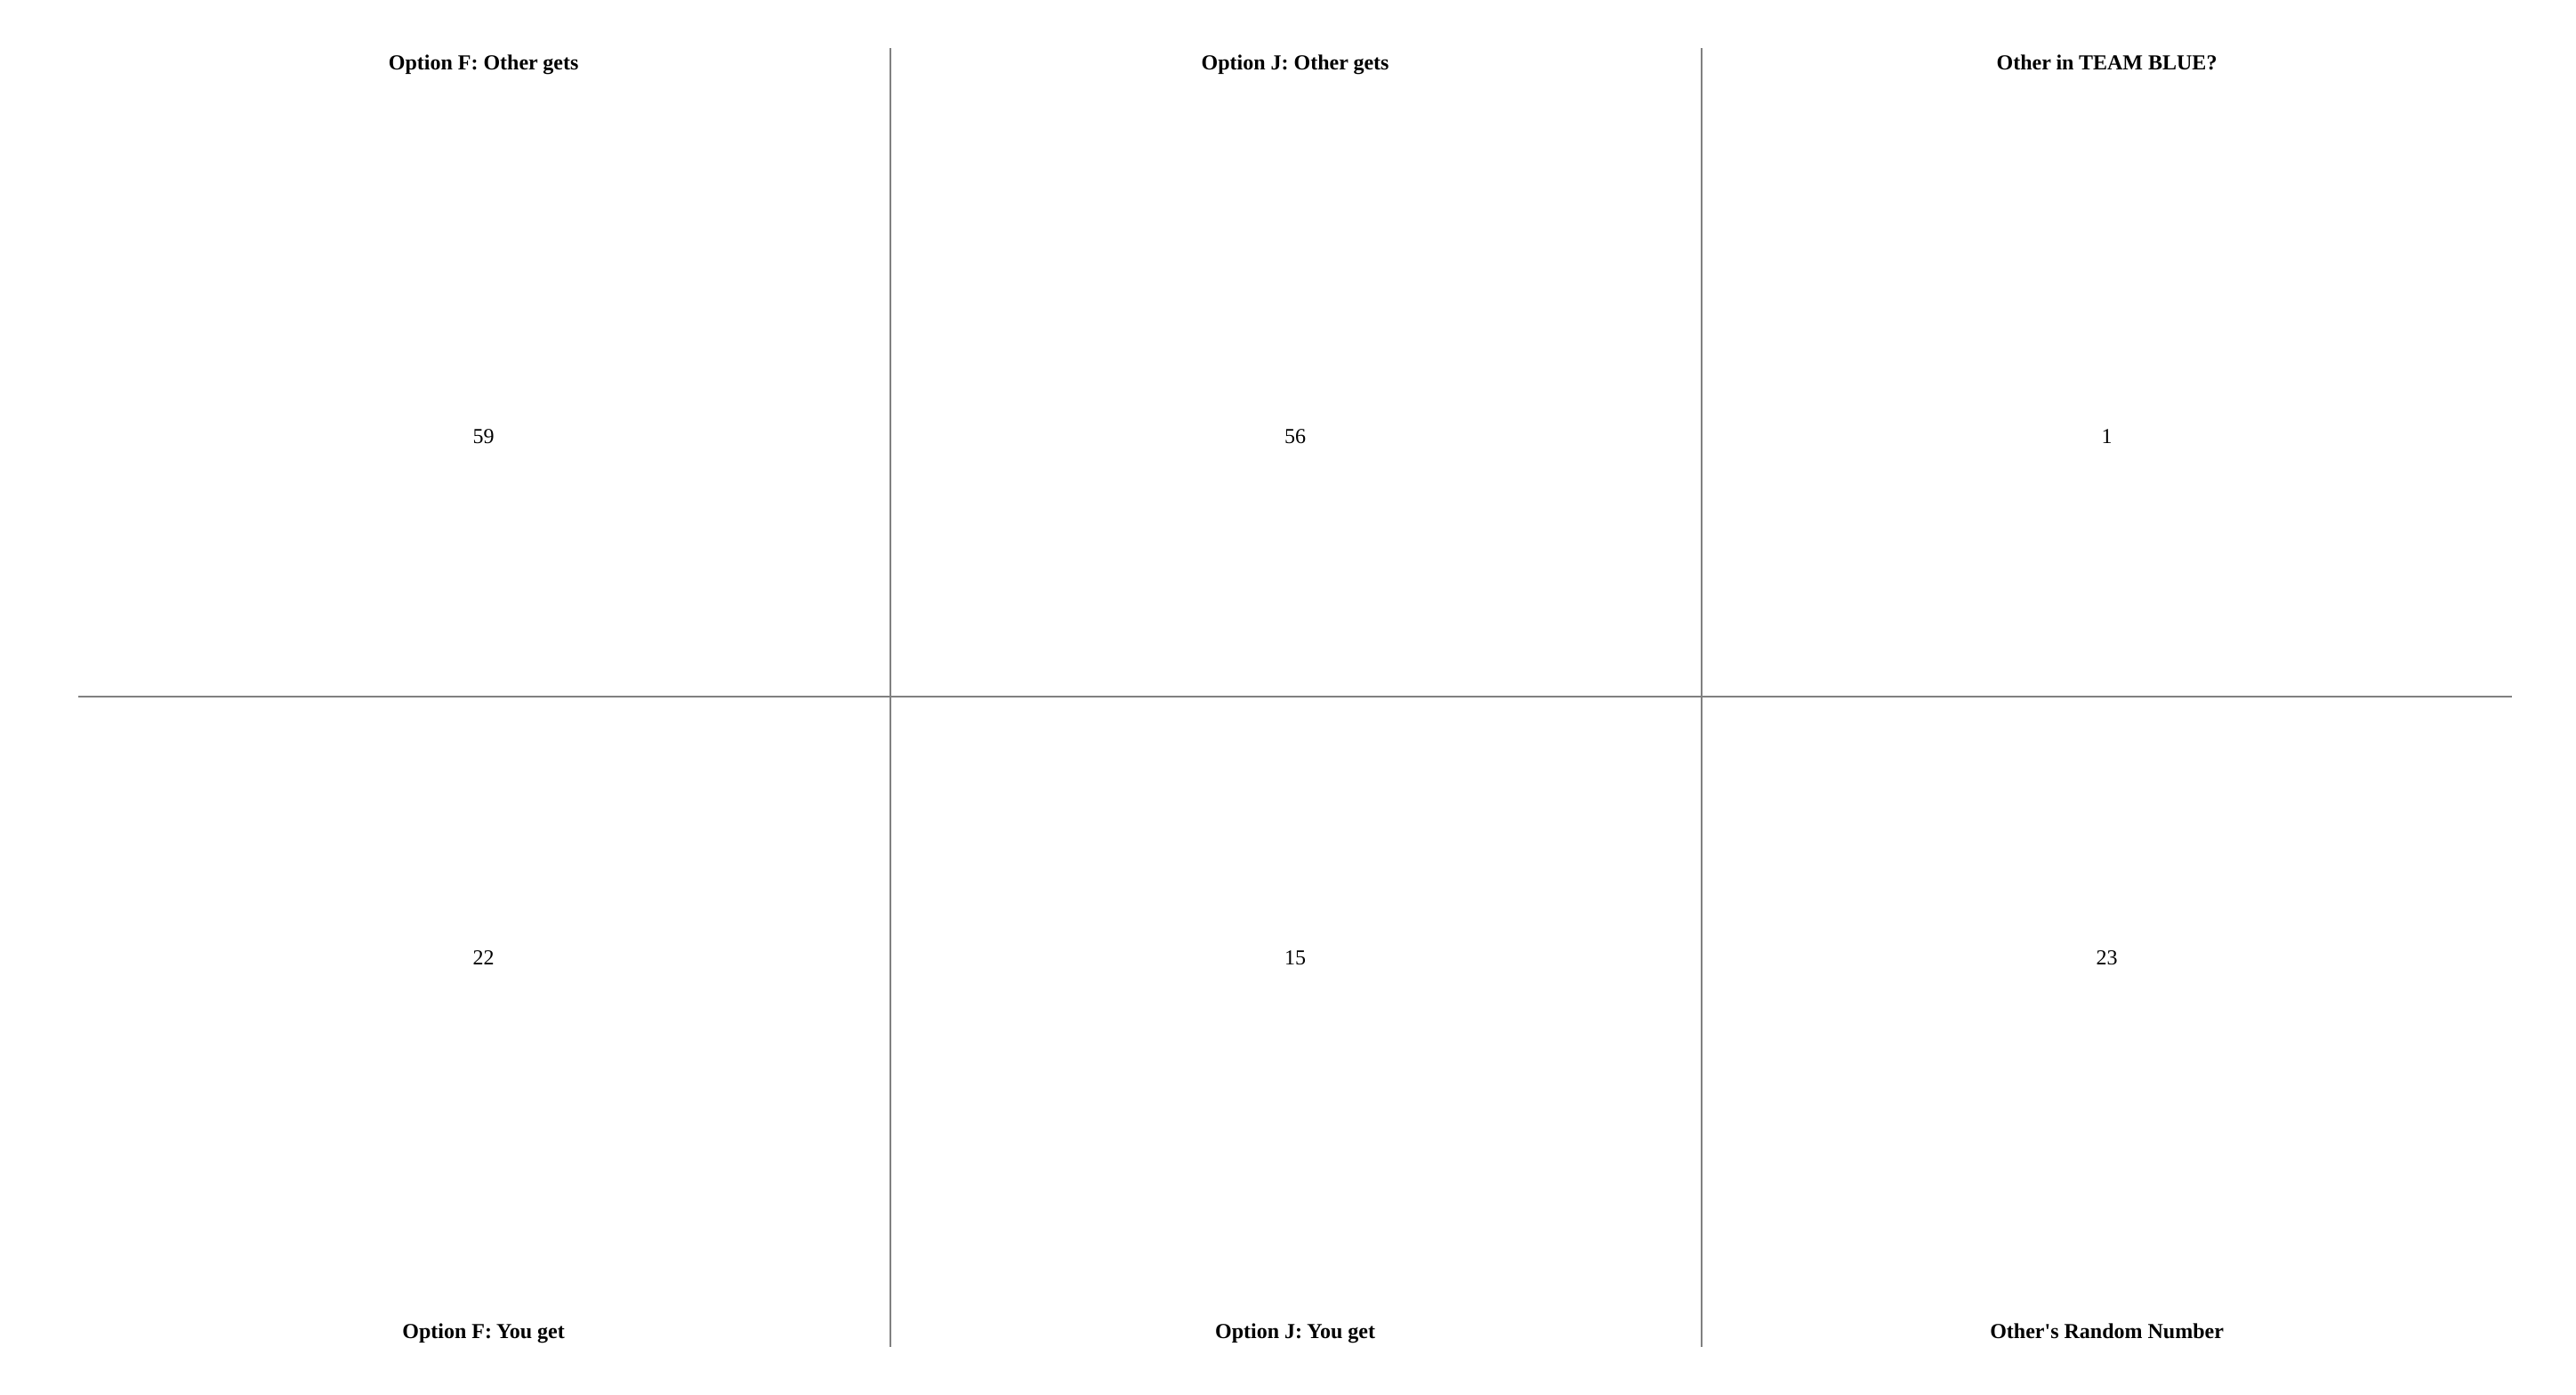 Option F: Other gets
Option J: Other gets
Other in TEAM BLUE?
59
56
1
22
15
23
Option F: You get
Option J: You get
Other's Random Number